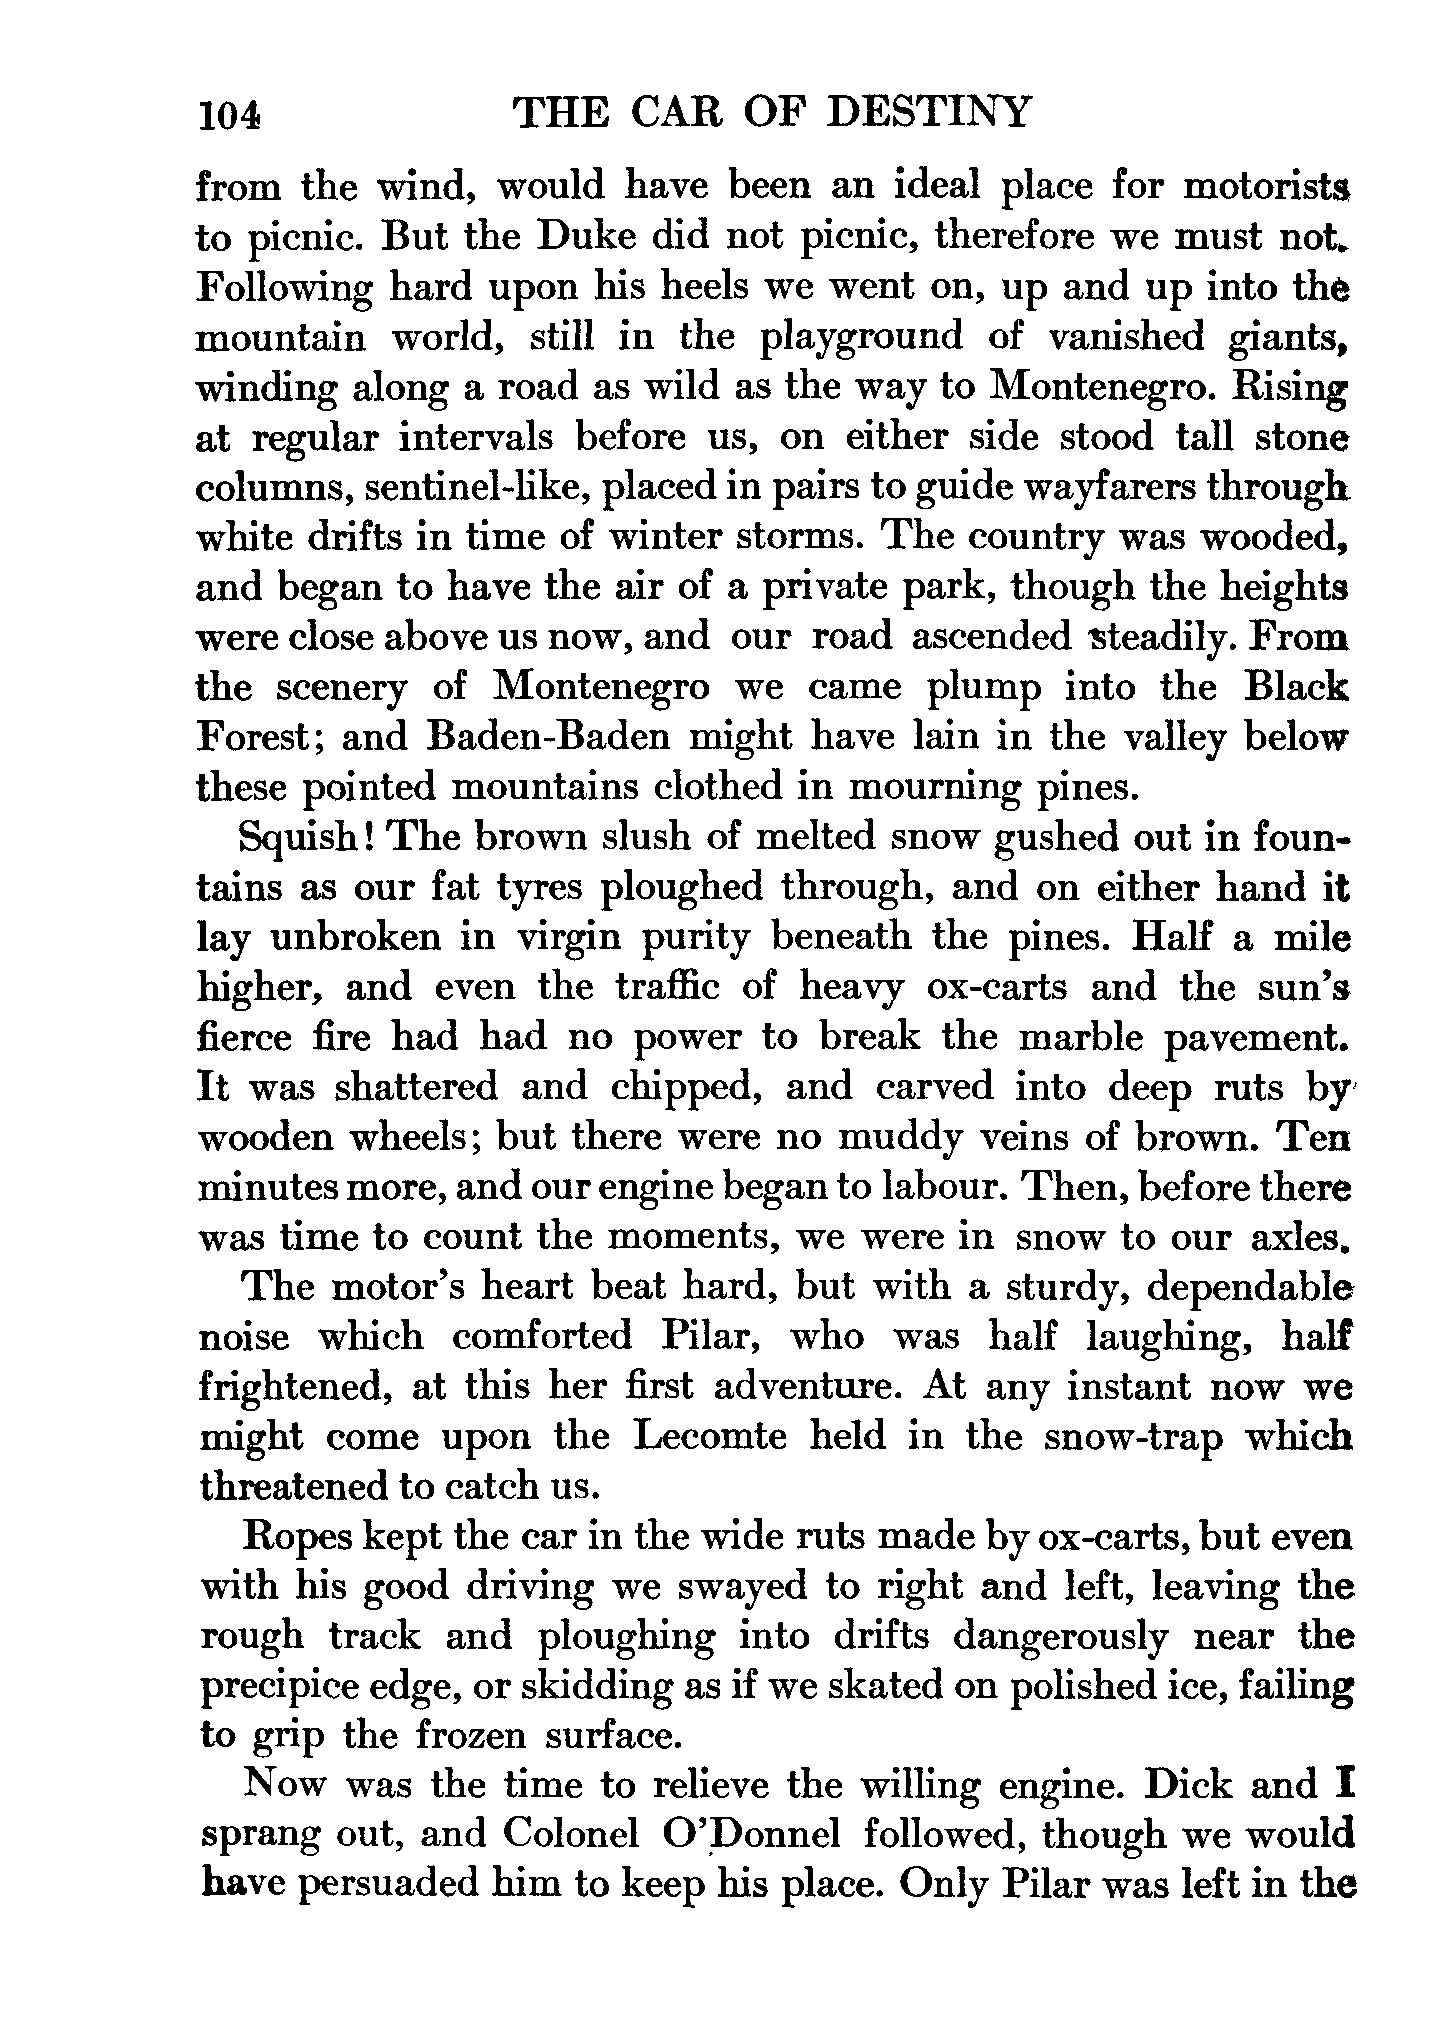 104 THE CAR OF DESTINY
from the wind, would have been an ideal place for motorists
to picnic. But the Duke did not picnic, therefore we must not.
Following hard upon his heels we went on, up and up into the
mountain world, still in the playground of vanished giants,
winding along a road as wild as the way to Montenegro. Rising
at regular intervals before us, on either side stood tall stone
columns, sentinel-like, placed in pairs to guide wayfarers through
white drifts in time of winter storms. The country was wooded,
and began to have the air of a private park, though the heights
were close above us now, and our road ascended steadily. From
the scenery of Montenegro we came plump into the Black
Forest; and Baden-Baden might have lain in the valley below
these pointed mountains clothed in mourning pines.
Squish! The brown slush of melted snow gushed out in foun-
tains as our fat tyres ploughed through, and on either hand it
lay unbroken in virgin purity beneath the pines. Half a mile
higher, and even the traffic of heavy ox-carts and the sun's
fierce fire had had no power to break the marble pavement.
It was shattered and chipped, and carved into deep ruts by
wooden wheels; but there were no muddy veins of brown. Ten
minutes more, and our engine began to labour. Then, before there
was time to count the moments, we were in snow to our axles.
The motor's heart beat hard, but with a sturdy, dependable
noise which comforted Pilar, who was half laughing, half
frightened, at this her first adventure. At any instant now we
might come upon the Lecomte held in the snow-trap which
threatened to catch us.
Ropes kept the car in the wide ruts made by ox-carts, but even
with his good driving we swayed to right and left, leaving the
rough track and ploughing into drifts dangerously near the
precipice edge, or skidding as if we skated on polished ice, failing
to grip the frozen surface.
Now was the time to relieve the willing engine. Dick and I
sprang out, and Colonel O'Donnel followed, though we would
have persuaded him to keep his place. Only Pilar was left in the